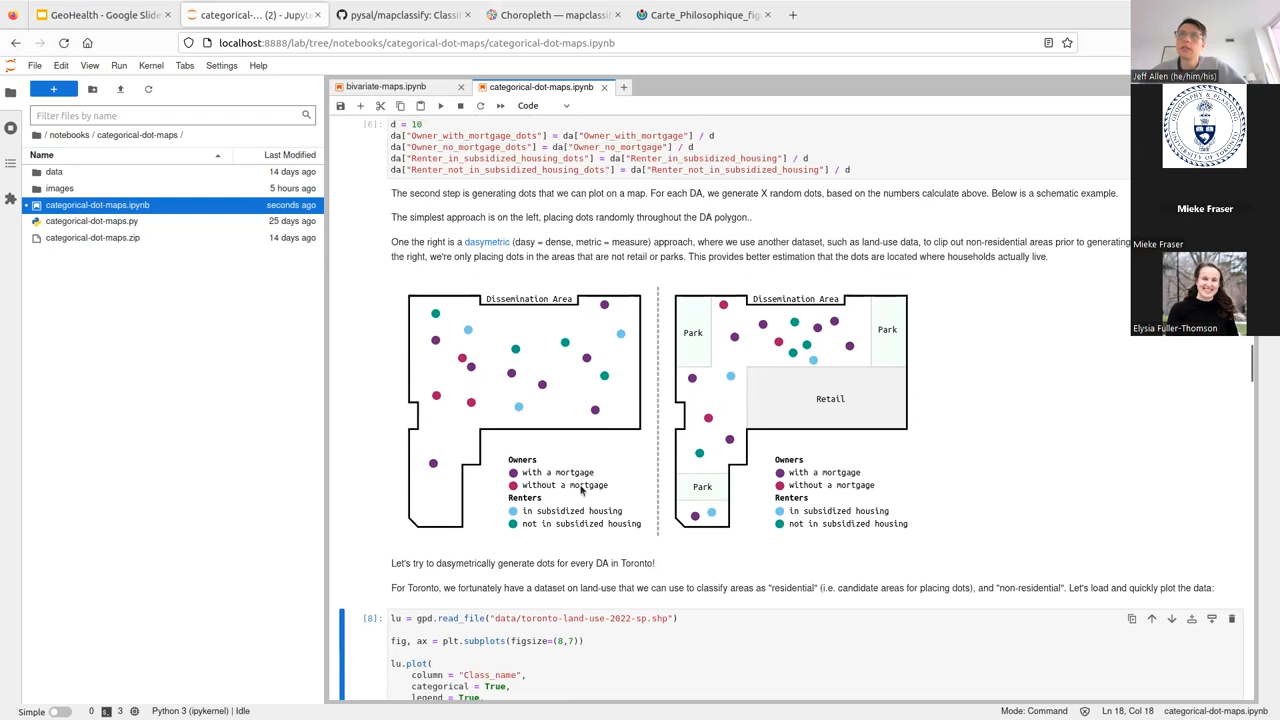 GeoHealth - Google Slide
categorical-… (2) - Jupyter
pysal/mapclassify: Classif
Choropleth — mapclassif
Carte_Philosophique_fig
localhost:8888/lab/tree/notebooks/categorical-dot-maps/categorical-dot-maps.ipynb
File Edit View Run Kernel Tabs Settings Help
Filter files by name
/ notebooks / categorical-dot-maps /
Name Last Modified
data 14 days ago
images 5 hours ago
categorical-dot-maps.ipynb seconds ago
categorical-dot-maps.py 25 days ago
categorical-dot-maps.zip 14 days ago
bivariate-maps.ipynb
categorical-dot-maps.ipynb
Code
[6]: d = 10
da["Owner_with_mortgage_dots"] = da["Owner_with_mortgage"] / d
da["Owner_no_mortgage_dots"] = da["Owner_no_mortgage"] / d
da["Renter_in_subsidized_housing_dots"] = da["Renter_in_subsidized_housing"] / d
da["Renter_not_in_subsidized_housing_dots"] = da["Renter_not_in_subsidized_housing"] / d
The second step is generating dots that we can plot on a map. For each DA, we generate X random dots, based on the numbers calculate above. Below is a schematic example.
The simplest approach is on the left, placing dots randomly throughout the DA polygon..
One the right is a dasymetric (dasy = dense, metric = measure) approach, where we use another dataset, such as land-use data, to clip out non-residential areas prior to generating
the right, we're only placing dots in the areas that are not retail or parks. This provides better estimation that the dots are located where households actually live.
Dissemination Area
Owners
with a mortgage
without a mortgage
Renters
in subsidized housing
not in subsidized housing
Dissemination Area
Park
Park
Retail
Park
Owners
with a mortgage
without a mortgage
Renters
in subsidized housing
not in subsidized housing
Let's try to dasymetrically generate dots for every DA in Toronto!
For Toronto, we fortunately have a dataset on land-use that we can use to classify areas as "residential" (i.e. candidate areas for placing dots), and "non-residential". Let's load and quickly plot the data:
[8]: lu = gpd.read_file("data/toronto-land-use-2022-sp.shp")
fig, ax = plt.subplots(figsize=(8,7))
lu.plot(
column = "Class_name",
categorical = True,
legend = True,
Jeff Allen (he/him/his)
GEOGRAPHY & PLANNING
UNIVERSITY OF TORONTO
Mieke Fraser
Mieke Fraser
Elysia Fuller-Thomson
Simple 0 3 Python 3 (ipykernel) | Idle
Mode: Command Ln 18, Col 18 categorical-dot-maps.ipynb